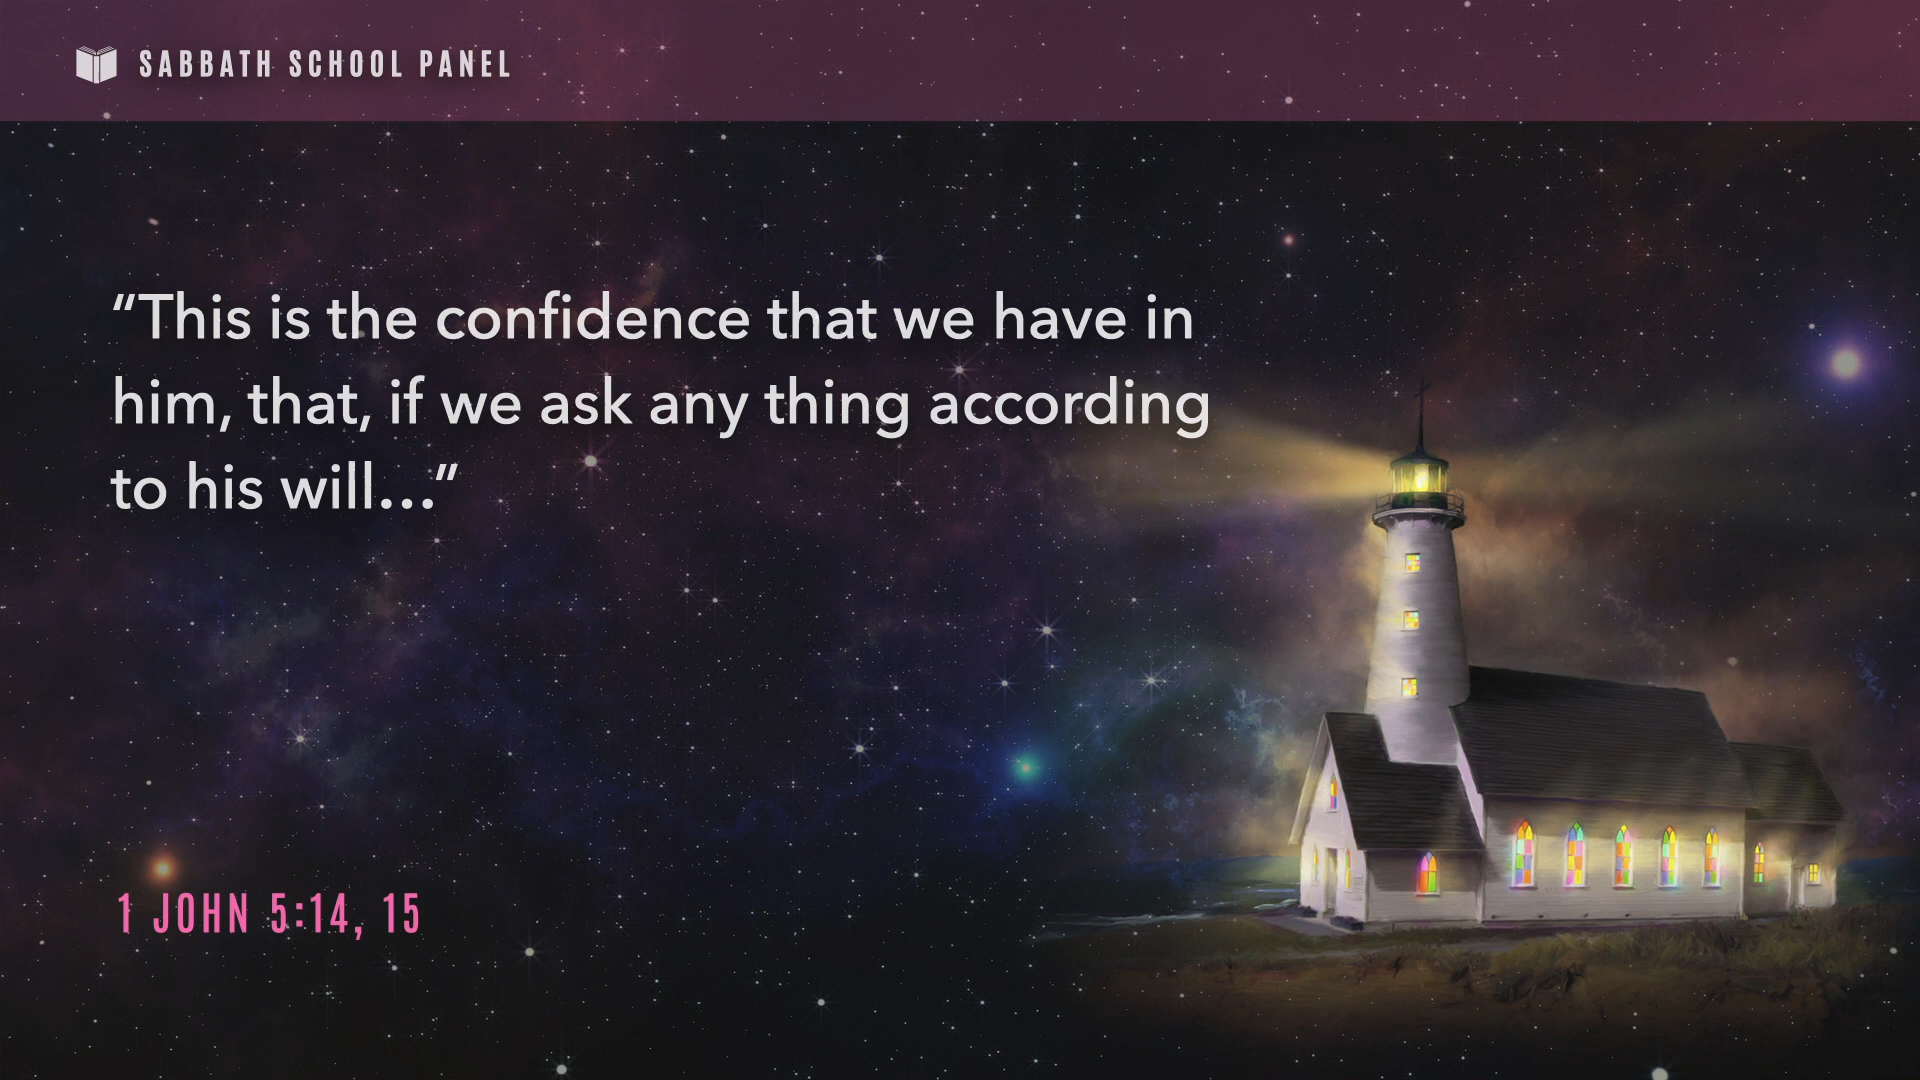 SABBATH SCHOOL PANEL
“This is the confidence that we have in
him, that, if we ask any thing according
to his will…”
1 JOHN 5:14, 15